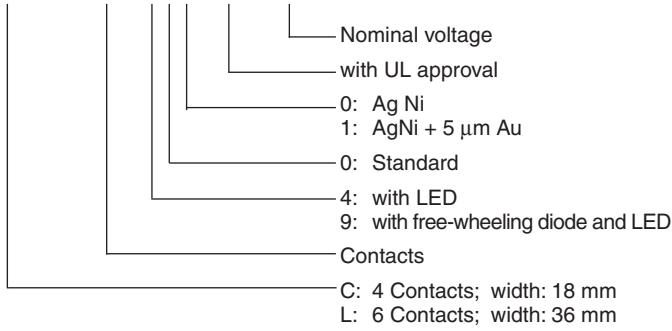 Nominal voltage
with UL approval
0: Ag Ni
1: AgNi + 5 μm Au
0: Standard
4: with LED
9: with free-wheeling diode and LED
Contacts
C: 4 Contacts; width: 18 mm
L: 6 Contacts; width: 36 mm